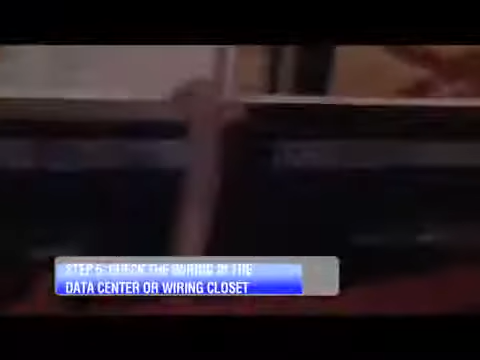 STEP 5: CHECK THE WIRING IN THE
DATA CENTER OR WIRING CLOSET